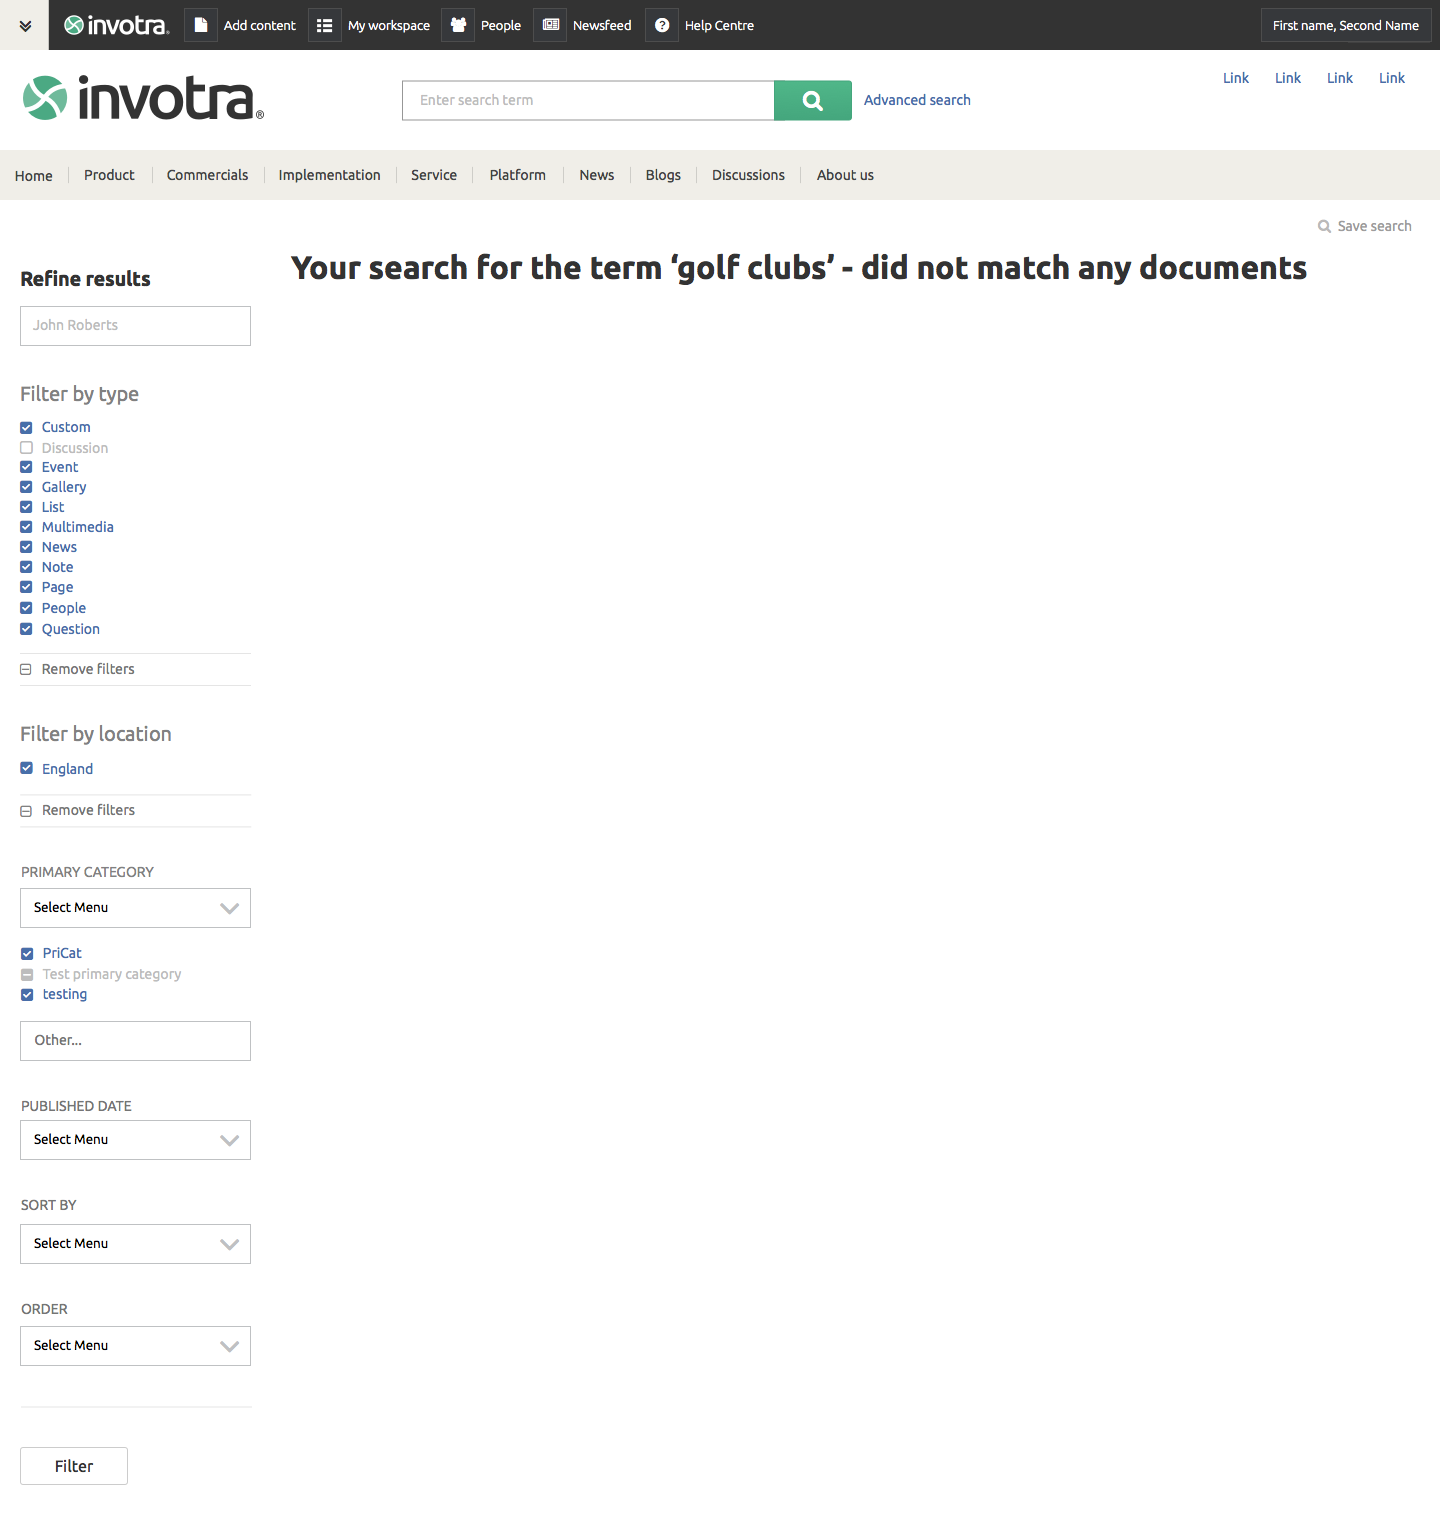 invotra. Add content My workspace People Newsfeed Help Centre First name, Second Name
invotra® Enter search term Advanced search Link Link Link Link
Home Product Commercials Implementation Service Platform News Blogs Discussions About us
Save search
Your search for the term ‘golf clubs’ - did not match any documents
Refine results
John Roberts
Filter by type
Custom
Discussion
Event
Gallery
List
Multimedia
News
Note
Page
People
Question
Remove filters
Filter by location
England
Remove filters
PRIMARY CATEGORY
Select Menu
PriCat
Test primary category
testing
Other...
PUBLISHED DATE
Select Menu
SORT BY
Select Menu
ORDER
Select Menu
Filter